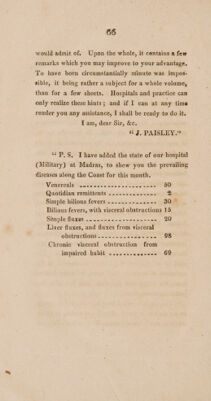 66
would admit of. Upon the whole, it contains a few
remarks which you may improve to your advantage.
To have been circumstantially minute was impos-
sible, it being rather a subject for a whole volume,
than for a few sheets. Hospitals and practice can
only realize these hints; and if I can at any time
render you any assistance, I shall be ready to do it.
I am, dear Sir, &c.
"J. PAISLEY."
"P. S. I have added the state of our hospital
(Military) at Madras, to shew you the prevailing
diseases along the Coast for this month.
Venereals 50
Quotidian remittents 2
Simple bilious fevers 30
Bilious fevers, with visceral obstructions 15
Simple fluxes 20
Liver fluxes, and fluxes from visceral
obstructions 98
Chronic visceral obstruction from
impaired habit 60